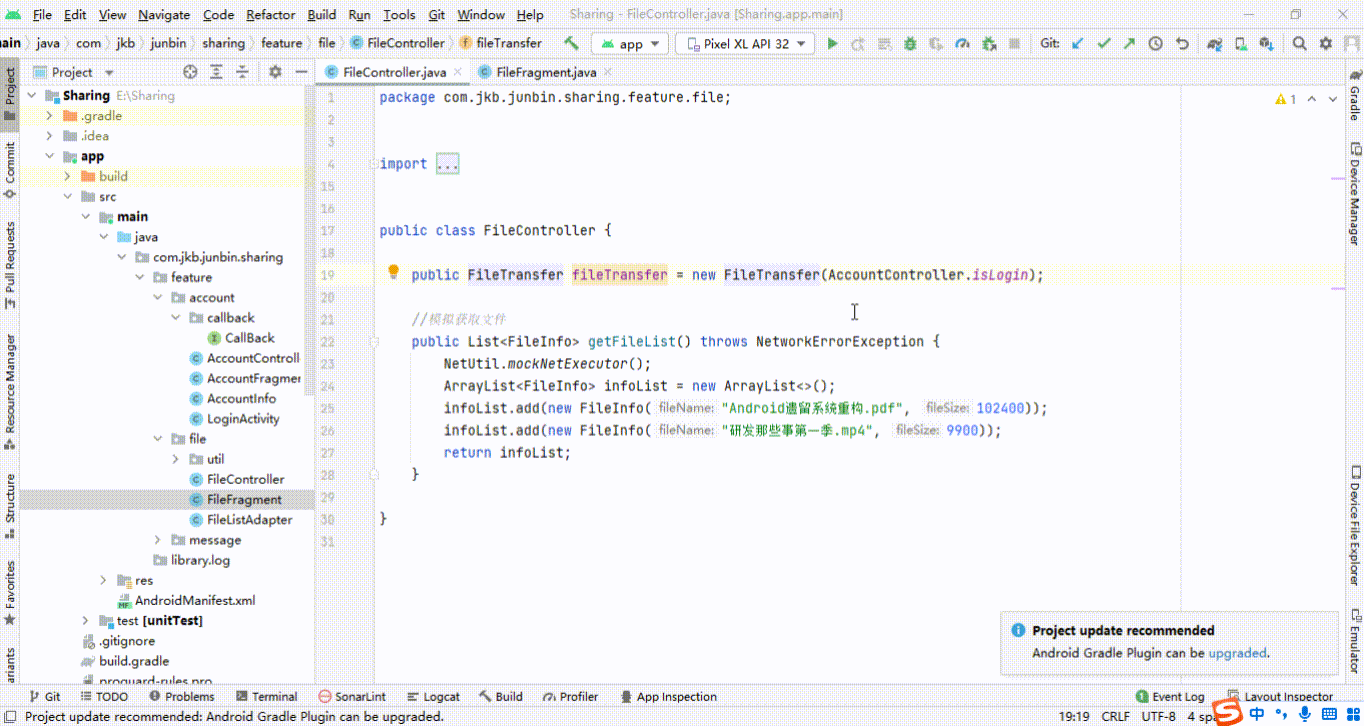 File Edit View Navigate Code Refactor Build Run Tools Git Window Help Sharing - FileController.java [Sharing.app.main]
main java com jkb junbin sharing feature file FileController fileTransfer app Pixel XL API 32 Git:
Project
FileController.java FileFragment.java
Project
Commit
Pull Requests
Resource Manager
Structure
Favorites
ariants
Sharing E:\Sharing
.gradle
.idea
app
build
src
main
java
com.jkb.junbin.sharing
feature
account
callback
CallBack
AccountControll
AccountFragmer
AccountInfo
LoginActivity
file
util
FileController
FileFragment
FileListAdapter
message
library.log
res
AndroidManifest.xml
test [unitTest]
.gitignore
build.gradle
proguard-rules.pro
1 package com.jkb.junbin.sharing.feature.file;
2
3
4 import ...
15
16
17 public class FileController {
18
19 public FileTransfer fileTransfer = new FileTransfer(AccountController.isLogin);
20
21 //模拟获取文件
22 public List<FileInfo> getFileList() throws NetworkErrorException {
23 NetUtil.mockNetExecutor();
24 ArrayList<FileInfo> infoList = new ArrayList<>();
25 infoList.add(new FileInfo( fileName: "Android遗留系统重构.pdf", fileSize: 102400));
26 infoList.add(new FileInfo( fileName: "研发那些事第一季.mp4", fileSize: 9900));
27 return infoList;
28 }
29
30 }
31
1
Gradle
Device Manager
Device File Explorer
Emulator
Project update recommended
Android Gradle Plugin can be upgraded.
Git TODO Problems Terminal SonarLint Logcat Build Profiler App Inspection 1 Event Log Layout Inspector
Project update recommended: Android Gradle Plugin can be upgraded. 19:19 CRLF UTF-8 4 spa S 中